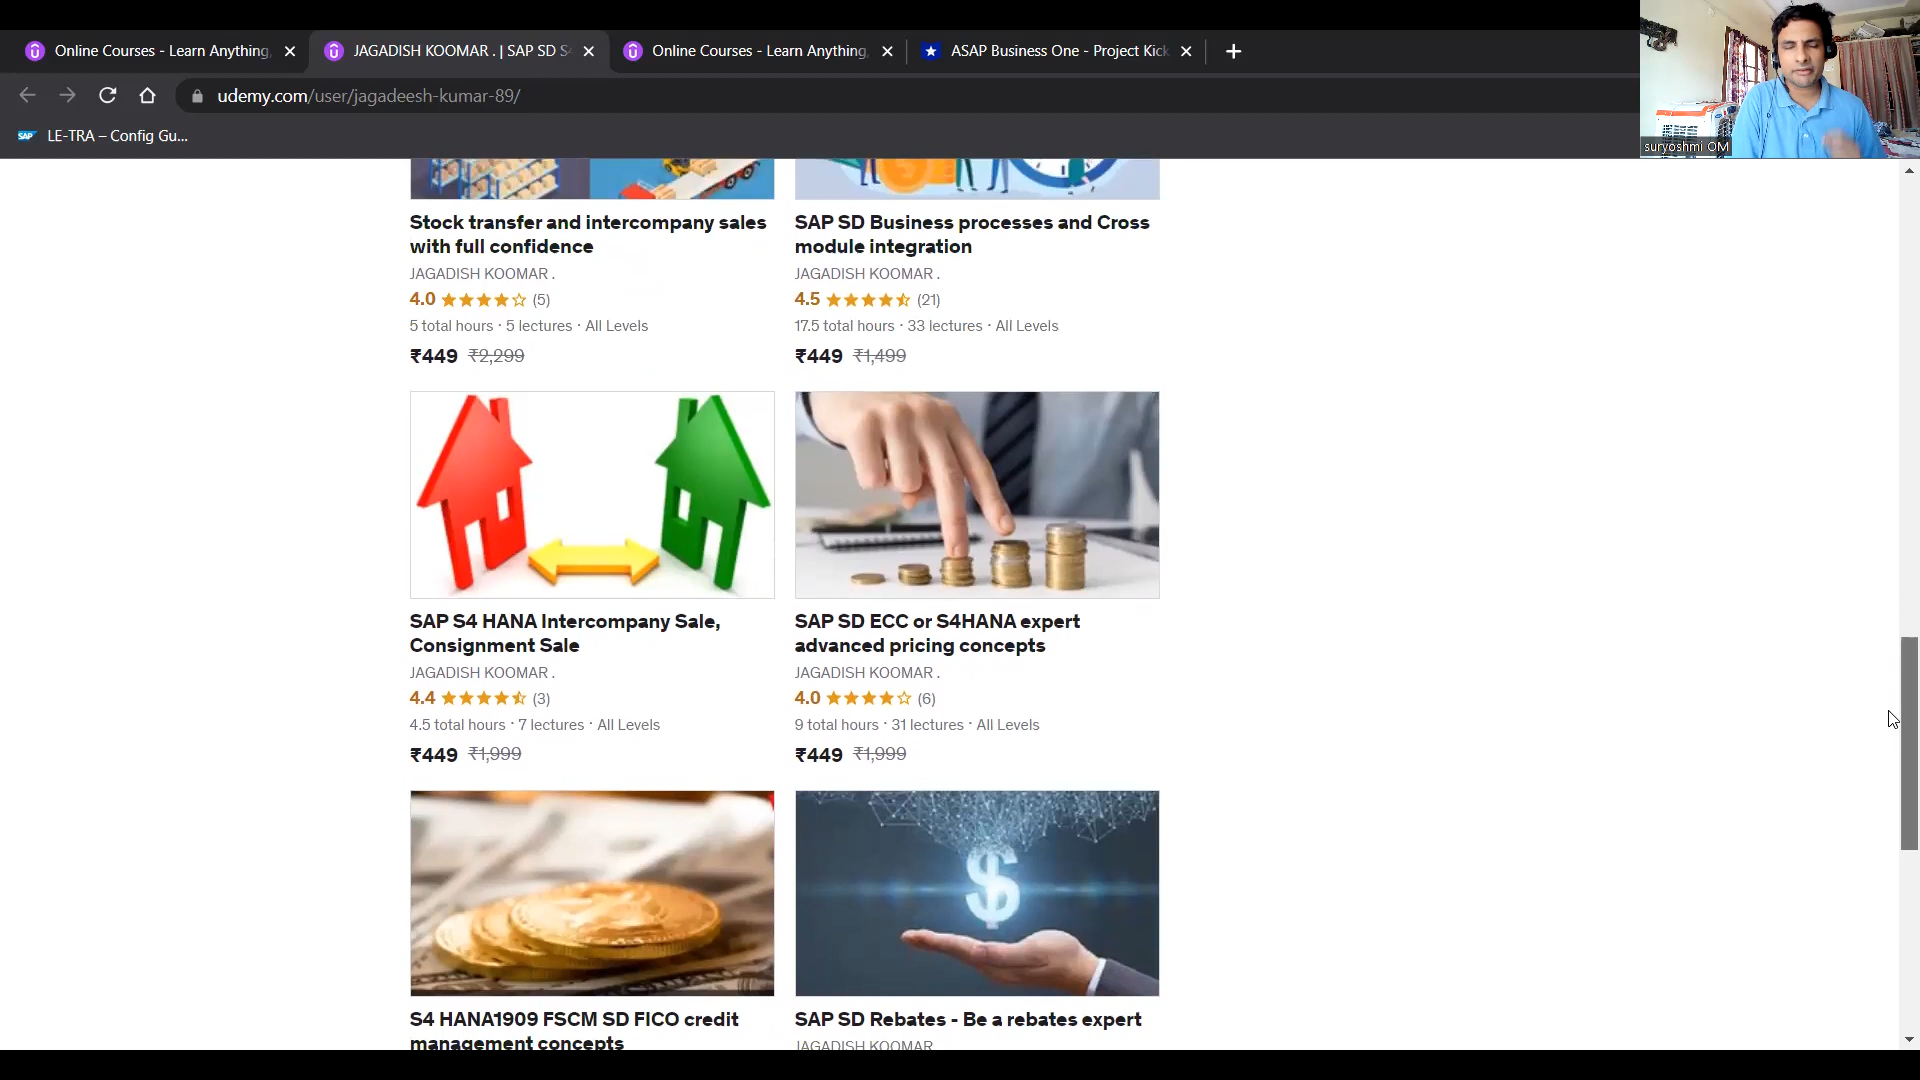 Online Courses - Learn Anything,
JAGADISH KOOMAR . | SAP SD S
Online Courses - Learn Anything,
ASAP Business One - Project Kick
udemy.com/user/jagadeesh-kumar-89/
SAP LE-TRA – Config Gu...
suryoshmi OM
Stock transfer and intercompany sales
with full confidence
JAGADISH KOOMAR .
4.0 (5)
5 total hours · 5 lectures · All Levels
₹449 ₹2,299
SAP SD Business processes and Cross
module integration
JAGADISH KOOMAR .
4.5 (21)
17.5 total hours · 33 lectures · All Levels
₹449 ₹1,499
SAP S4 HANA Intercompany Sale,
Consignment Sale
JAGADISH KOOMAR .
4.4 (3)
4.5 total hours · 7 lectures · All Levels
₹449 ₹1,999
SAP SD ECC or S4HANA expert
advanced pricing concepts
JAGADISH KOOMAR .
4.0 (6)
9 total hours · 31 lectures · All Levels
₹449 ₹1,999
S4 HANA1909 FSCM SD FICO credit
management concepts
SAP SD Rebates - Be a rebates expert
JAGADISH KOOMAR